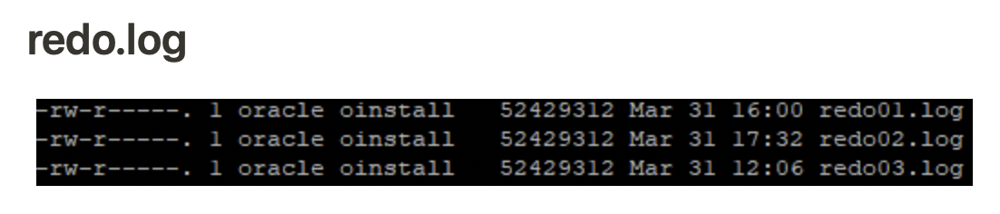 redo.log
-rw-r-----. 1 oracle oinstall 52429312 Mar 31 16:00 redo01.log
-rw-r-----. 1 oracle oinstall 52429312 Mar 31 17:32 redo02.log
-rw-r-----. 1 oracle oinstall 52429312 Mar 31 12:06 redo03.log